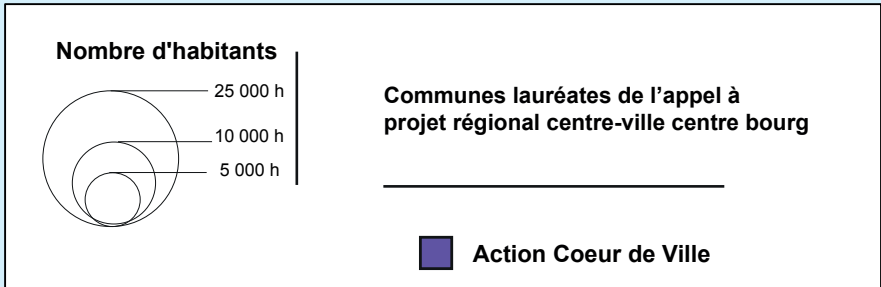 Nombre d'habitants
25 000 h
10 000 h
5 000 h
Communes lauréates de l’appel à
projet régional centre-ville centre bourg
Action Coeur de Ville